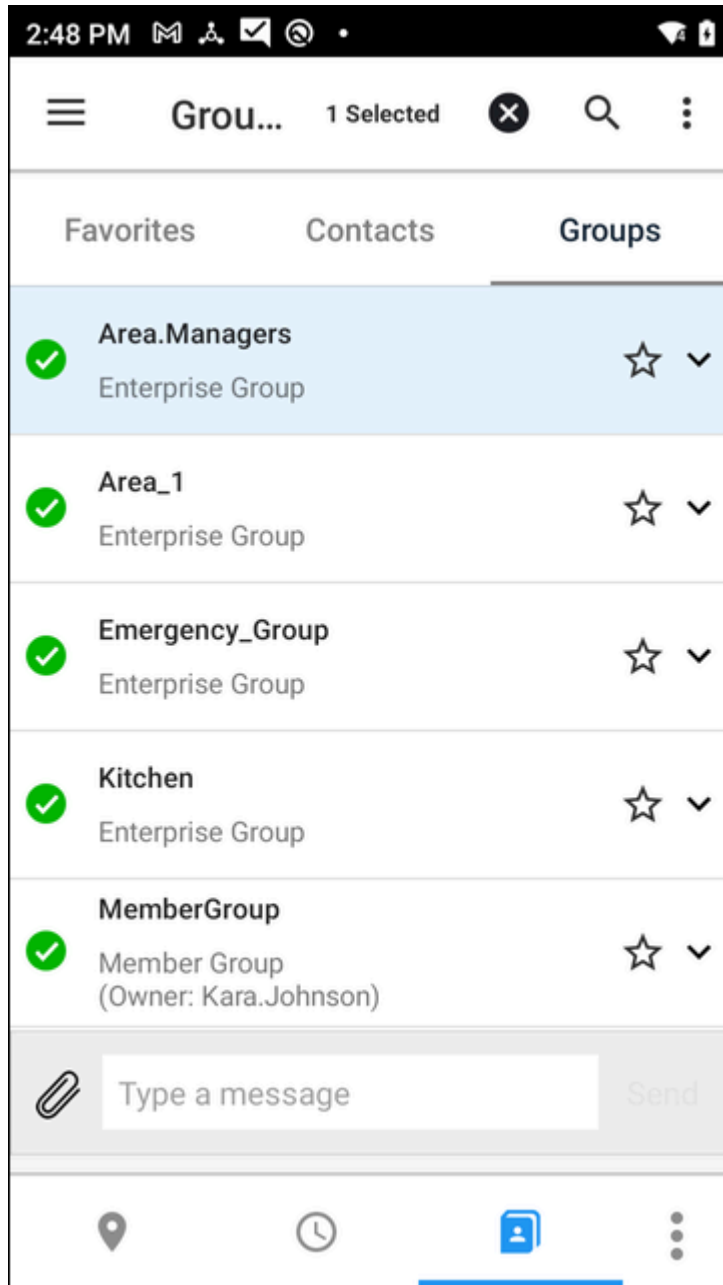 2:48 PM
Grou... 1 Selected
Favorites Contacts Groups
Area.Managers
Enterprise Group
Area_1
Enterprise Group
Emergency_Group
Enterprise Group
Kitchen
Enterprise Group
MemberGroup
Member Group
(Owner: Kara.Johnson)
Type a message Send